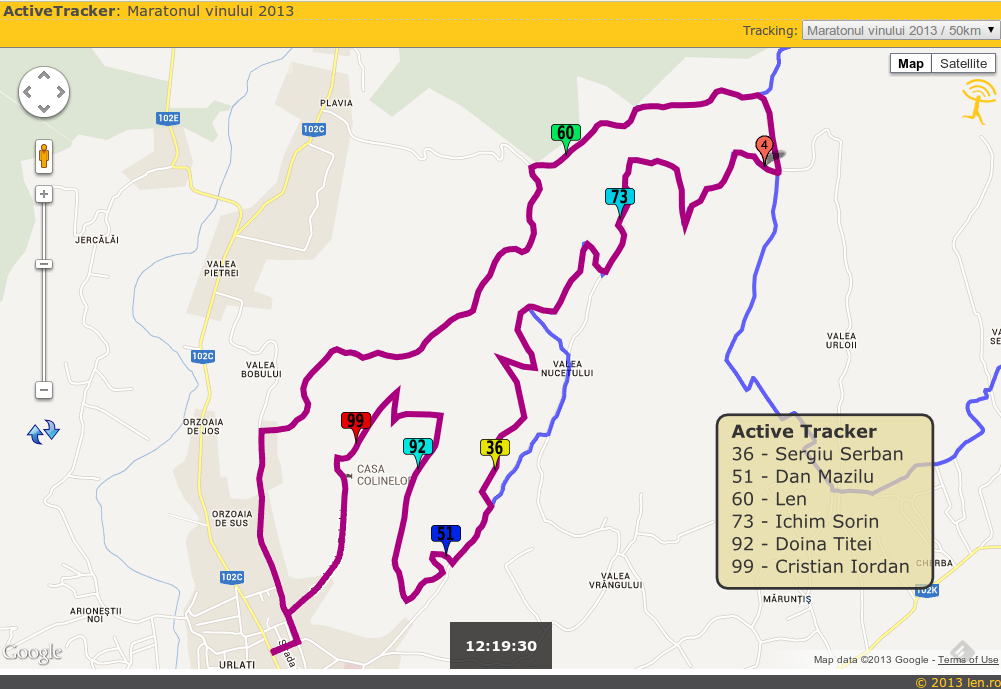 ActiveTracker: Maratonul vinului 2013
Tracking: Maratonul vinului 2013 / 50km
Map Satellite
PLAVIA
102E
102C
60
4
73
JERCĂLĂI
VALEA
PIETREI
VALEA
URLOII
102C
VALEA
BOBULUI
VALEA
NUCETULUI
ORZOAIA
DE JOS
99
92
36
CASA
COLINELOR
ORZOAIA
DE SUS
51
Active Tracker
36 - Sergiu Serban
51 - Dan Mazilu
60 - Len
73 - Ichim Sorin
92 - Doina Titei
99 - Cristian Iordan
CHERBA
102K
102C
VALEA
VRÂNGULUI
MĂRUNȚIȘ
ARIONEȘTII
NOI
12:19:30
Google
URLATI
Strada
Map data ©2013 Google - Terms of Use
© 2013 len.ro